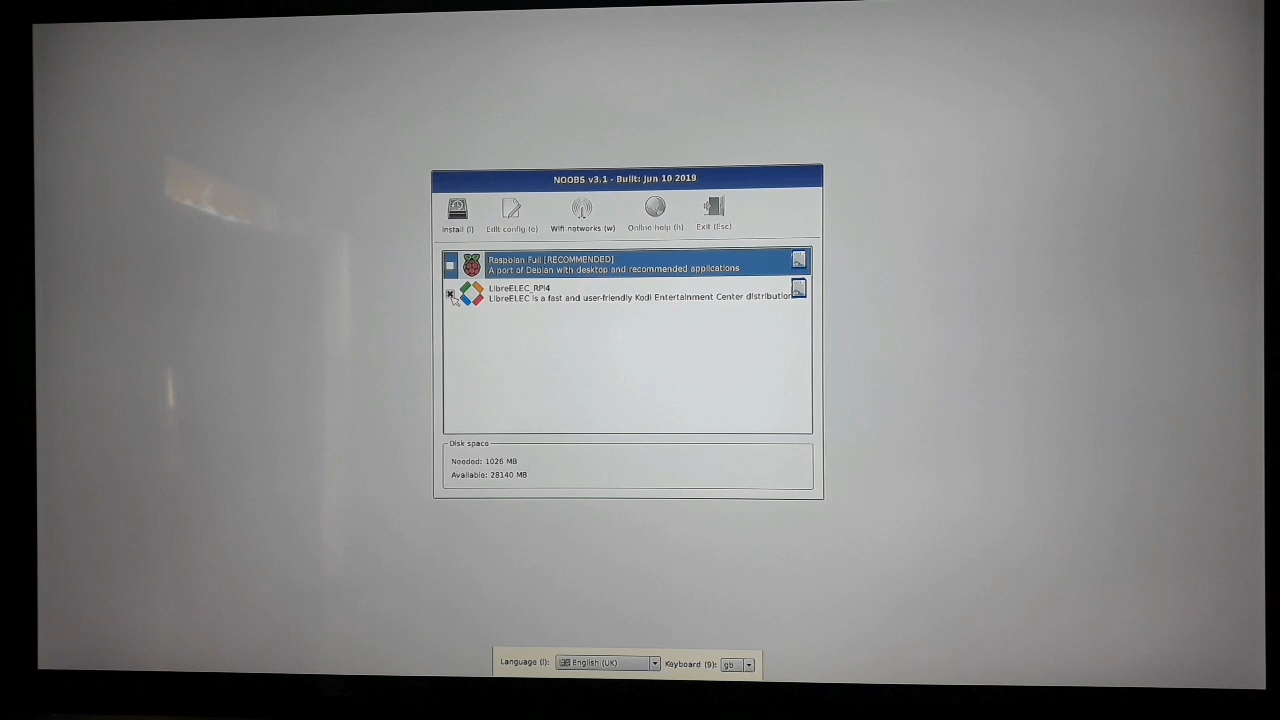 NOOBS v3.1 - Built: Jun 10 2019
Install (i) Edit config (e) Wifi networks (w) Online help (h) Exit (Esc)
Raspbian Full [RECOMMENDED]
A port of Debian with desktop and recommended applications
LibreELEC_RPi4
LibreELEC is a fast and user-friendly Kodi Entertainment Center distribution
Disk space
Needed: 1026 MB
Available: 28140 MB
Language (l): English (UK) Keyboard (9): gb